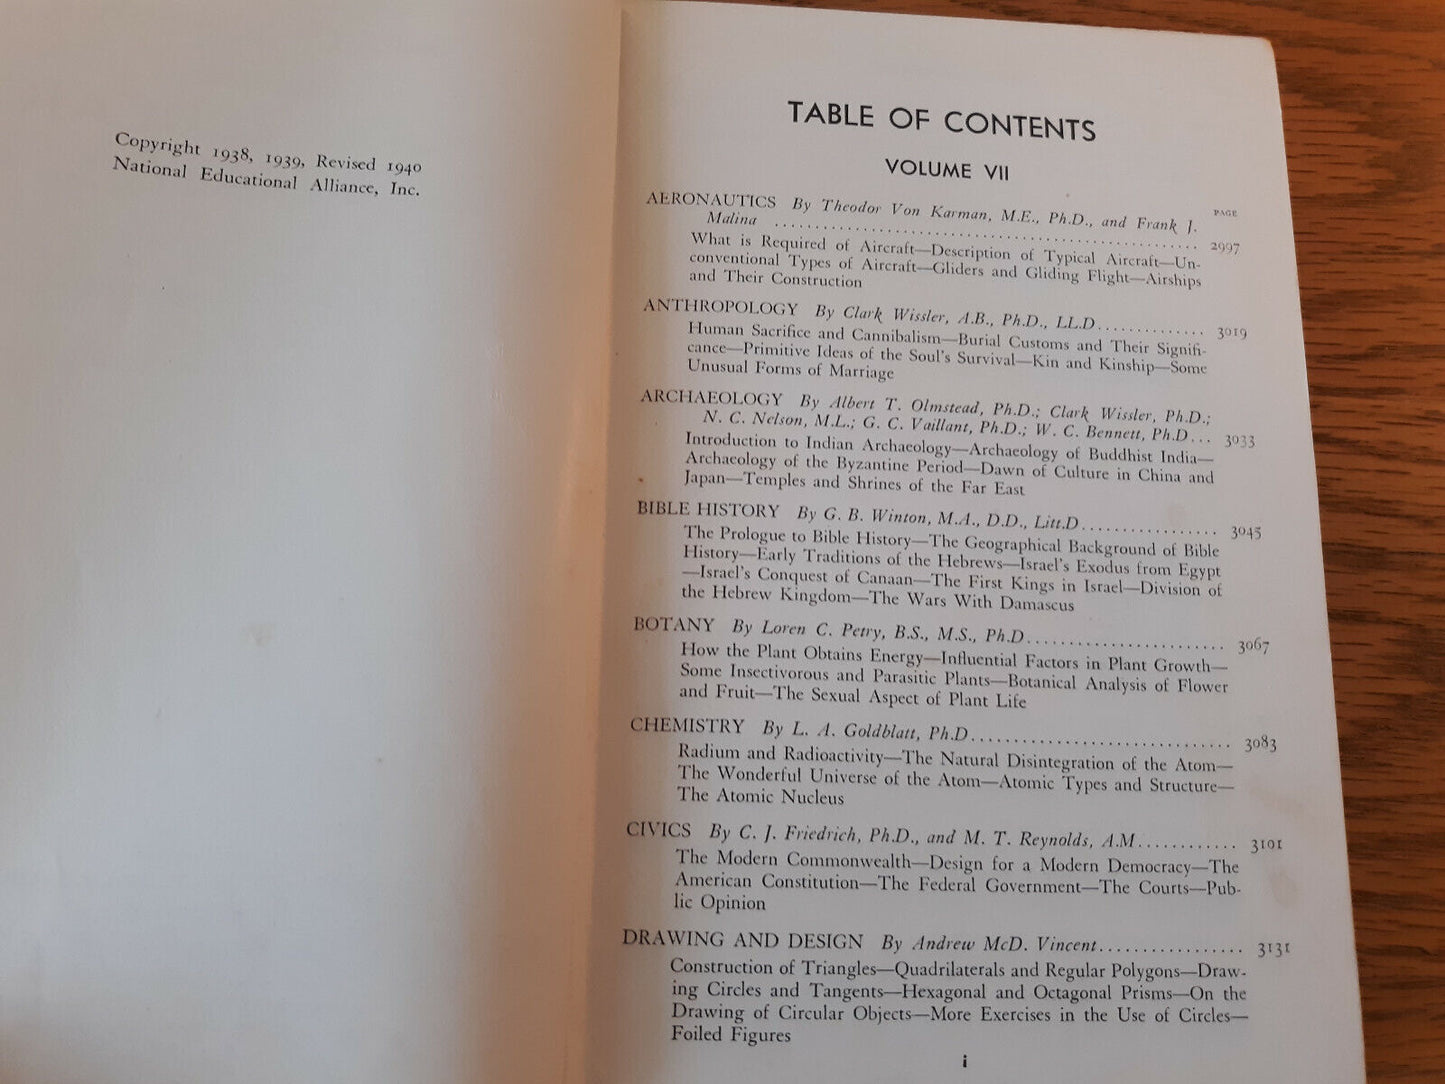 Copyright 1938, 1939, Revised 1940
National Educational Alliance, Inc.
TABLE OF CONTENTS
VOLUME VII
PAGE
AERONAUTICS By Theodor Von Karman, M.E., Ph.D., and Frank J.
Malina .................................................... 2997
What is Required of Aircraft—Description of Typical Aircraft—Un-
conventional Types of Aircraft—Gliders and Gliding Flight—Airships
and Their Construction
ANTHROPOLOGY By Clark Wissler, A.B., Ph.D., LL.D............. 3019
Human Sacrifice and Cannibalism—Burial Customs and Their Signifi-
cance—Primitive Ideas of the Soul's Survival—Kin and Kinship—Some
Unusual Forms of Marriage
ARCHAEOLOGY By Albert T. Olmstead, Ph.D.; Clark Wissler, Ph.D.;
N. C. Nelson, M.L.; G. C. Vaillant, Ph.D.; W. C. Bennett, Ph.D... 3033
Introduction to Indian Archaeology—Archaeology of Buddhist India—
Archaeology of the Byzantine Period—Dawn of Culture in China and
Japan—Temples and Shrines of the Far East
BIBLE HISTORY By G. B. Winton, M.A., D.D., Litt.D................. 3045
The Prologue to Bible History—The Geographical Background of Bible
History—Early Traditions of the Hebrews—Israel's Exodus from Egypt
—Israel's Conquest of Canaan—The First Kings in Israel—Division of
the Hebrew Kingdom—The Wars With Damascus
BOTANY By Loren C. Petry, B.S., M.S., Ph.D........................ 3067
How the Plant Obtains Energy—Influential Factors in Plant Growth—
Some Insectivorous and Parasitic Plants—Botanical Analysis of Flower
and Fruit—The Sexual Aspect of Plant Life
CHEMISTRY By L. A. Goldblatt, Ph.D............................... 3083
Radium and Radioactivity—The Natural Disintegration of the Atom—
The Wonderful Universe of the Atom—Atomic Types and Structure—
The Atomic Nucleus
CIVICS By C. J. Friedrich, Ph.D., and M. T. Reynolds, A.M............ 3101
The Modern Commonwealth—Design for a Modern Democracy—The
American Constitution—The Federal Government—The Courts—Pub-
lic Opinion
DRAWING AND DESIGN By Andrew McD. Vincent................. 3131
Construction of Triangles—Quadrilaterals and Regular Polygons—Draw-
ing Circles and Tangents—Hexagonal and Octagonal Prisms—On the
Drawing of Circular Objects—More Exercises in the Use of Circles—
Foiled Figures
i